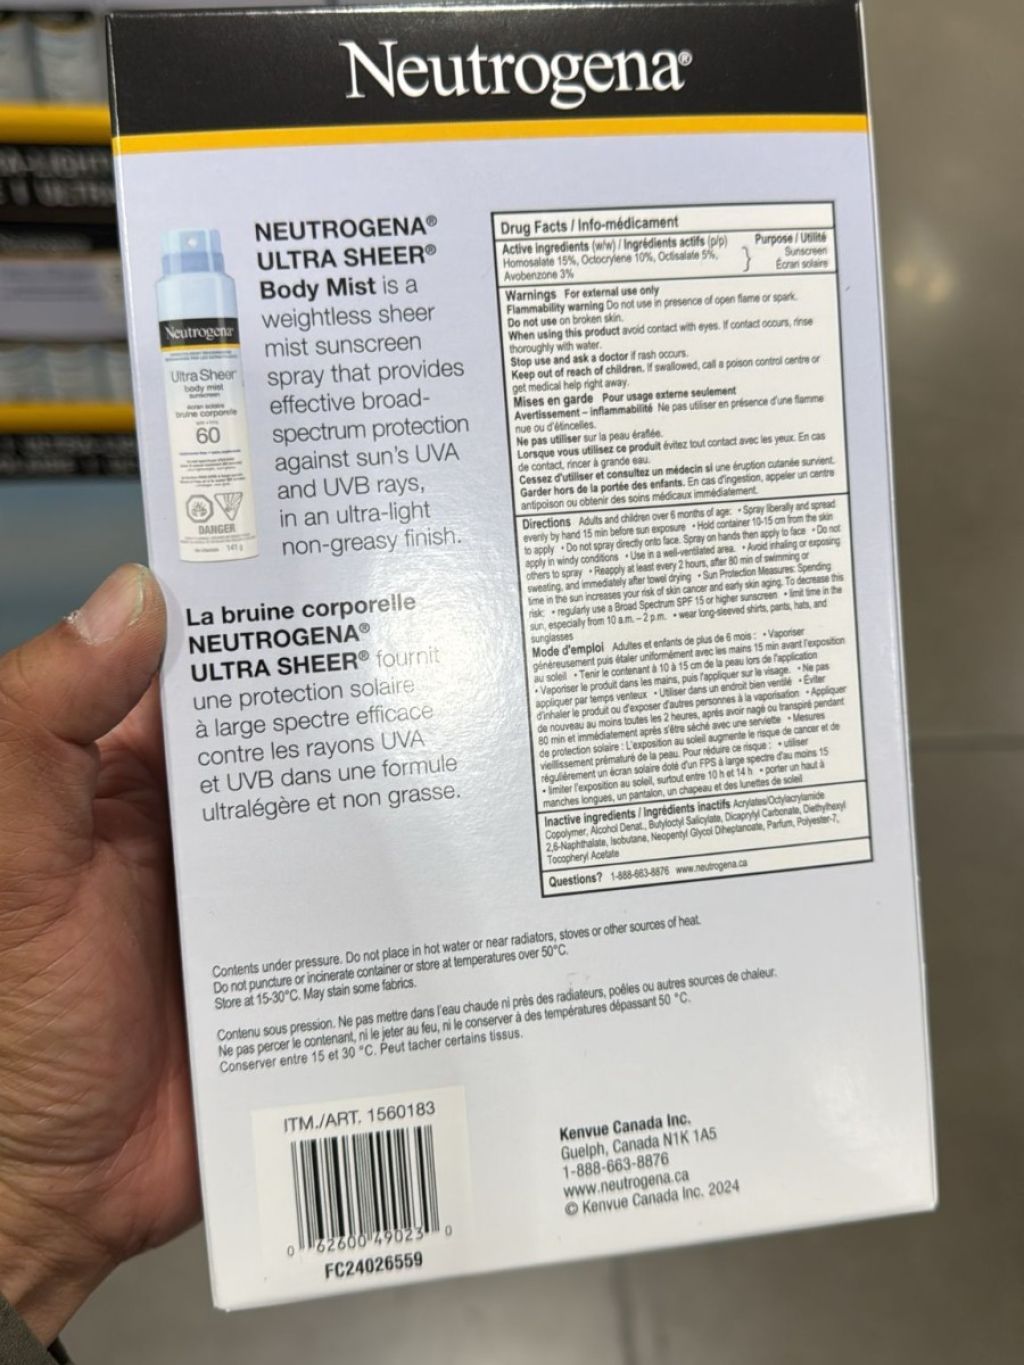 Neutrogena®
NEUTROGENA®
ULTRA SHEER®
Body Mist is a
weightless sheer
mist sunscreen
spray that provides
effective broad-
spectrum protection
against sun's UVA
and UVB rays,
in an ultra-light
non-greasy finish.
Neutrogena
Ultra Sheer
body mist
sunscreen
écran solaire
bruine corporelle
60
DANGER
141 g
La bruine corporelle
NEUTROGENA®
ULTRA SHEER® fournit
une protection solaire
à large spectre efficace
contre les rayons UVA
et UVB dans une formule
ultralégère et non grasse.
Drug Facts / Info-médicament
Active ingredients (w/w) / Ingrédients actifs (p/p)
Homosalate 15%, Octocrylene 10%, Octisalate 5%,
Avobenzone 3%
Purpose / Utilité
Sunscreen
Écran solaire
Warnings For external use only
Flammability warning Do not use in presence of open flame or spark.
Do not use on broken skin.
When using this product avoid contact with eyes. If contact occurs, rinse
thoroughly with water.
Stop use and ask a doctor if rash occurs.
Keep out of reach of children. If swallowed, call a poison control centre or
get medical help right away.
Mises en garde Pour usage externe seulement
Avertissement – inflammabilité Ne pas utiliser en présence d'une flamme
nue ou d'étincelles.
Ne pas utiliser sur la peau éraflée.
Lorsque vous utilisez ce produit évitez tout contact avec les yeux. En cas
de contact, rincer à grande eau.
Cessez d'utiliser et consultez un médecin si une éruption cutanée survient.
Garder hors de la portée des enfants. En cas d'ingestion, appeler un centre
antipoison ou obtenir des soins médicaux immédiatement.
Directions Adults and children over 6 months of age: • Spray liberally and spread
evenly by hand 15 min before sun exposure • Hold container 10-15 cm from the skin
to apply • Do not spray directly onto face. Spray on hands then apply to face • Do not
apply in windy conditions • Use in a well-ventilated area. • Avoid inhaling or exposing
others to spray • Reapply at least every 2 hours, after 80 min of swimming or
sweating, and immediately after towel drying • Sun Protection Measures: Spending
time in the sun increases your risk of skin cancer and early skin aging. To decrease this
risk: • regularly use a Broad Spectrum SPF 15 or higher sunscreen • limit time in the
sun, especially from 10 a.m. – 2 p.m. • wear long-sleeved shirts, pants, hats, and
sunglasses
Mode d'emploi Adultes et enfants de plus de 6 mois : • Vaporiser
généreusement puis étaler uniformément avec les mains 15 min avant l'exposition
au soleil • Tenir le contenant à 10 à 15 cm de la peau lors de l'application
• Vaporiser le produit dans les mains, puis l'appliquer sur le visage. • Ne pas
appliquer par temps venteux • Utiliser dans un endroit bien ventilé • Éviter
d'inhaler le produit ou d'exposer d'autres personnes à la vaporisation • Appliquer
de nouveau au moins toutes les 2 heures, après avoir nagé ou transpiré pendant
80 min et immédiatement après s'être séché avec une serviette • Mesures
de protection solaire : L'exposition au soleil augmente le risque de cancer et de
vieillissement prématuré de la peau. Pour réduire ce risque : • utiliser
régulièrement un écran solaire doté d'un FPS à large spectre d'au moins 15
• limiter l'exposition au soleil, surtout entre 10 h et 14 h • porter un haut à
manches longues, un pantalon, un chapeau et des lunettes de soleil
Inactive ingredients / Ingrédients inactifs Acrylates/Octylacrylamide
Copolymer, Alcohol Denat., Butyloctyl Salicylate, Dicaprylyl Carbonate, Diethylhexyl
2,6-Naphthalate, Isobutane, Neopentyl Glycol Diheptanoate, Parfum, Polyester-7,
Tocopheryl Acetate
Questions? 1-888-663-8876 www.neutrogena.ca
Contents under pressure. Do not place in hot water or near radiators, stoves or other sources of heat.
Do not puncture or incinerate container or store at temperatures over 50°C.
Store at 15-30°C. May stain some fabrics.
Contenu sous pression. Ne pas mettre dans l'eau chaude ni près des radiateurs, poêles ou autres sources de chaleur.
Ne pas percer le contenant, ni le jeter au feu, ni le conserver à des températures dépassant 50 °C.
Conserver entre 15 et 30 °C. Peut tacher certains tissus.
ITM./ART. 1560183
0 62600 49023 0
FC24026559
Kenvue Canada Inc.
Guelph, Canada N1K 1A5
1-888-663-8876
www.neutrogena.ca
© Kenvue Canada Inc. 2024